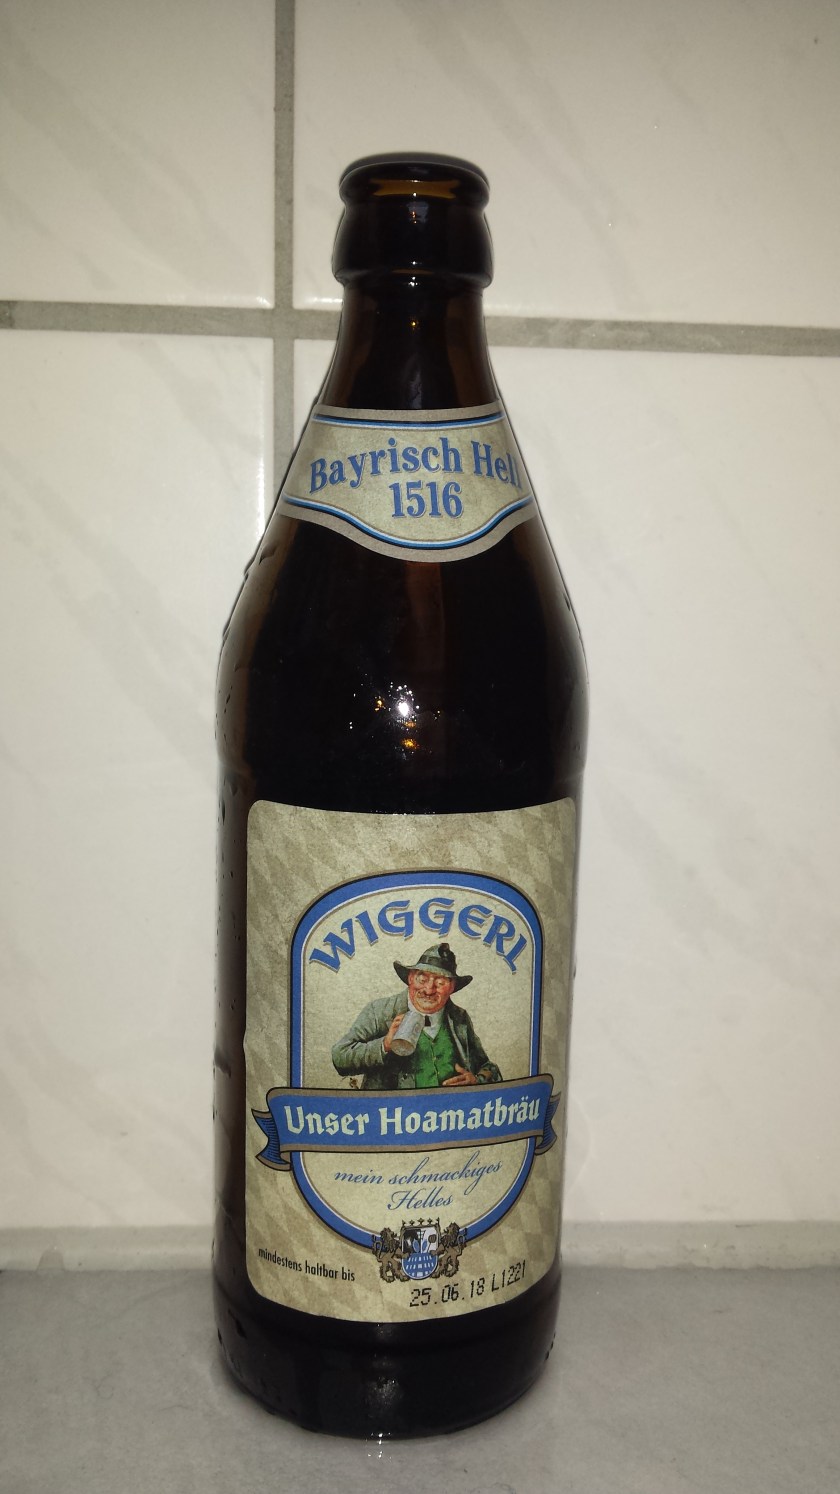 Bayrisch Hell
1516
WIGGERL
Unser Hoamatbräu
mein schmackiges
Helles
mindestens haltbar bis
25.06.18 L1221